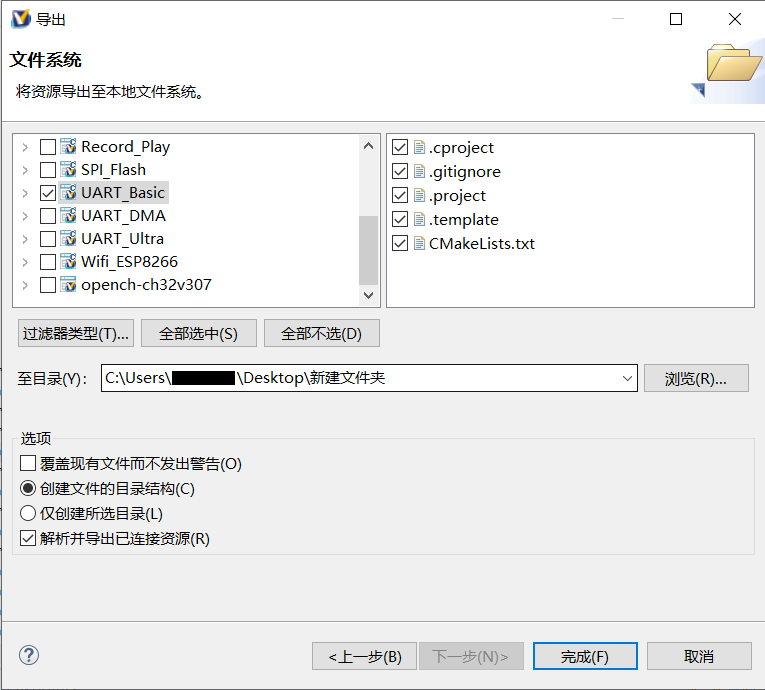 导出
文件系统
将资源导出至本地文件系统。
Record_Play
SPI_Flash
UART_Basic
UART_DMA
UART_Ultra
Wifi_ESP8266
opench-ch32v307
.cproject
.gitignore
.project
.template
CMakeLists.txt
过滤器类型(T)... 全部选中(S) 全部不选(D)
至目录(Y)： C:\Users\ \Desktop\新建文件夹 浏览(R)...
选项
覆盖现有文件而不发出警告(O)
创建文件的目录结构(C)
仅创建所选目录(L)
解析并导出已连接资源(R)
<上一步(B) 下一步(N)> 完成(F) 取消